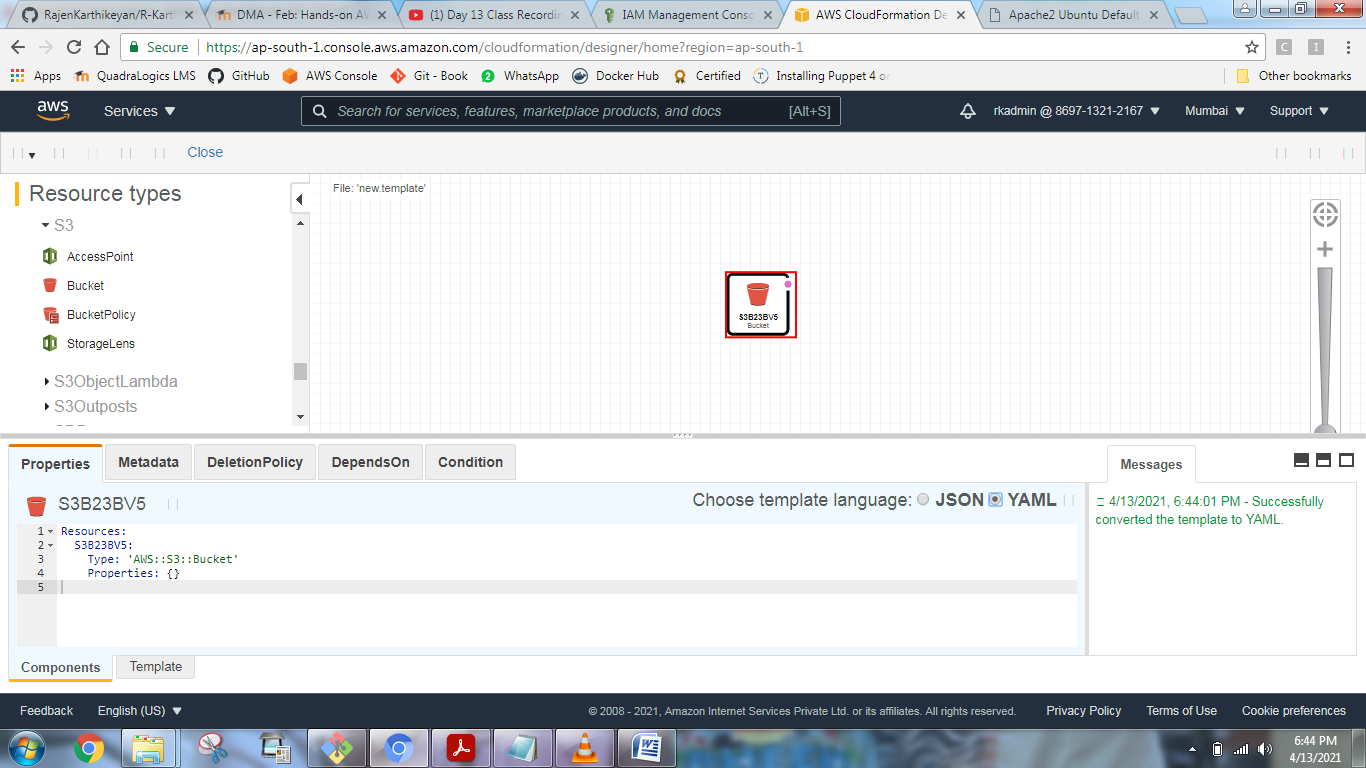 RajenKarthikeyan/R-Kart
DMA - Feb: Hands-on AW
(1) Day 13 Class Recordin
IAM Management Consc
AWS CloudFormation De
Apache2 Ubuntu Default
Secure
https://ap-south-1.console.aws.amazon.com/cloudformation/designer/home?region=ap-south-1
Apps QuadraLogics LMS GitHub AWS Console Git - Book 2 WhatsApp Docker Hub Certified Installing Puppet 4 o Other bookmarks
aws Services Search for services, features, marketplace products, and docs [Alt+S] rkadmin @ 8697-1321-2167 Mumbai Support
Close
Resource types
S3
AccessPoint
Bucket
BucketPolicy
StorageLens
S3ObjectLambda
S3Outposts
File: 'new.template'
S3B23BV5
Bucket
Properties Metadata DeletionPolicy DependsOn Condition
S3B23BV5
Choose template language: JSON YAML
1 Resources:
2 S3B23BV5:
3 Type: 'AWS::S3::Bucket'
4 Properties: {}
5
Components Template
Messages
4/13/2021, 6:44:01 PM - Successfully
converted the template to YAML.
Feedback English (US) © 2008 - 2021, Amazon Internet Services Private Ltd. or its affiliates. All rights reserved. Privacy Policy Terms of Use Cookie preferences
6:44 PM
4/13/2021